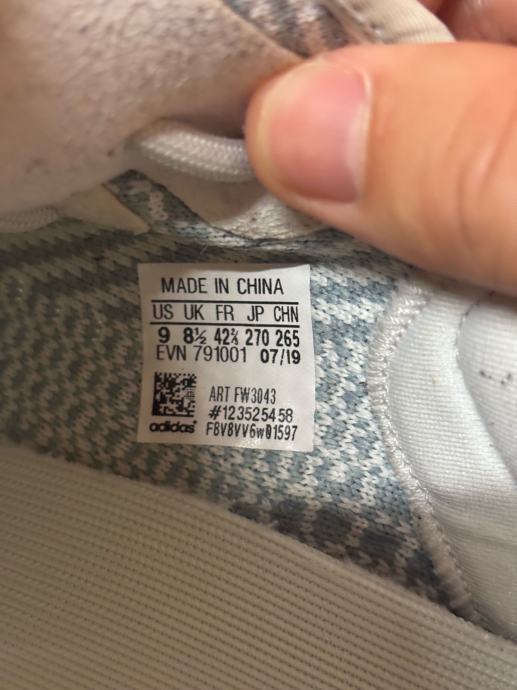 MADE IN CHINA
US UK FR JP CHN
9 8½ 42⅔ 270 265
EVN 791001 07/19
ART FW3043
#123525458
adidas F8V8VV6w01597